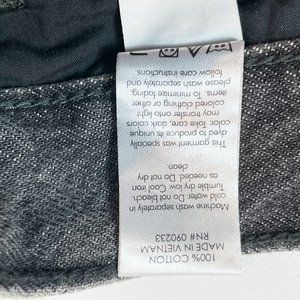 100% COTTON
MADE IN VIETNAM
RN# 090233
Machine wash separately in
cold water. Do not bleach.
Tumble dry low. Cool iron
as needed. Do not dry
clean.
This garment was specially
dyed to produce its unique
color. Take care, dark colors
may transfer onto light
colored clothing or other
items. To minimize fading,
please wash separately and
follow care instructions.